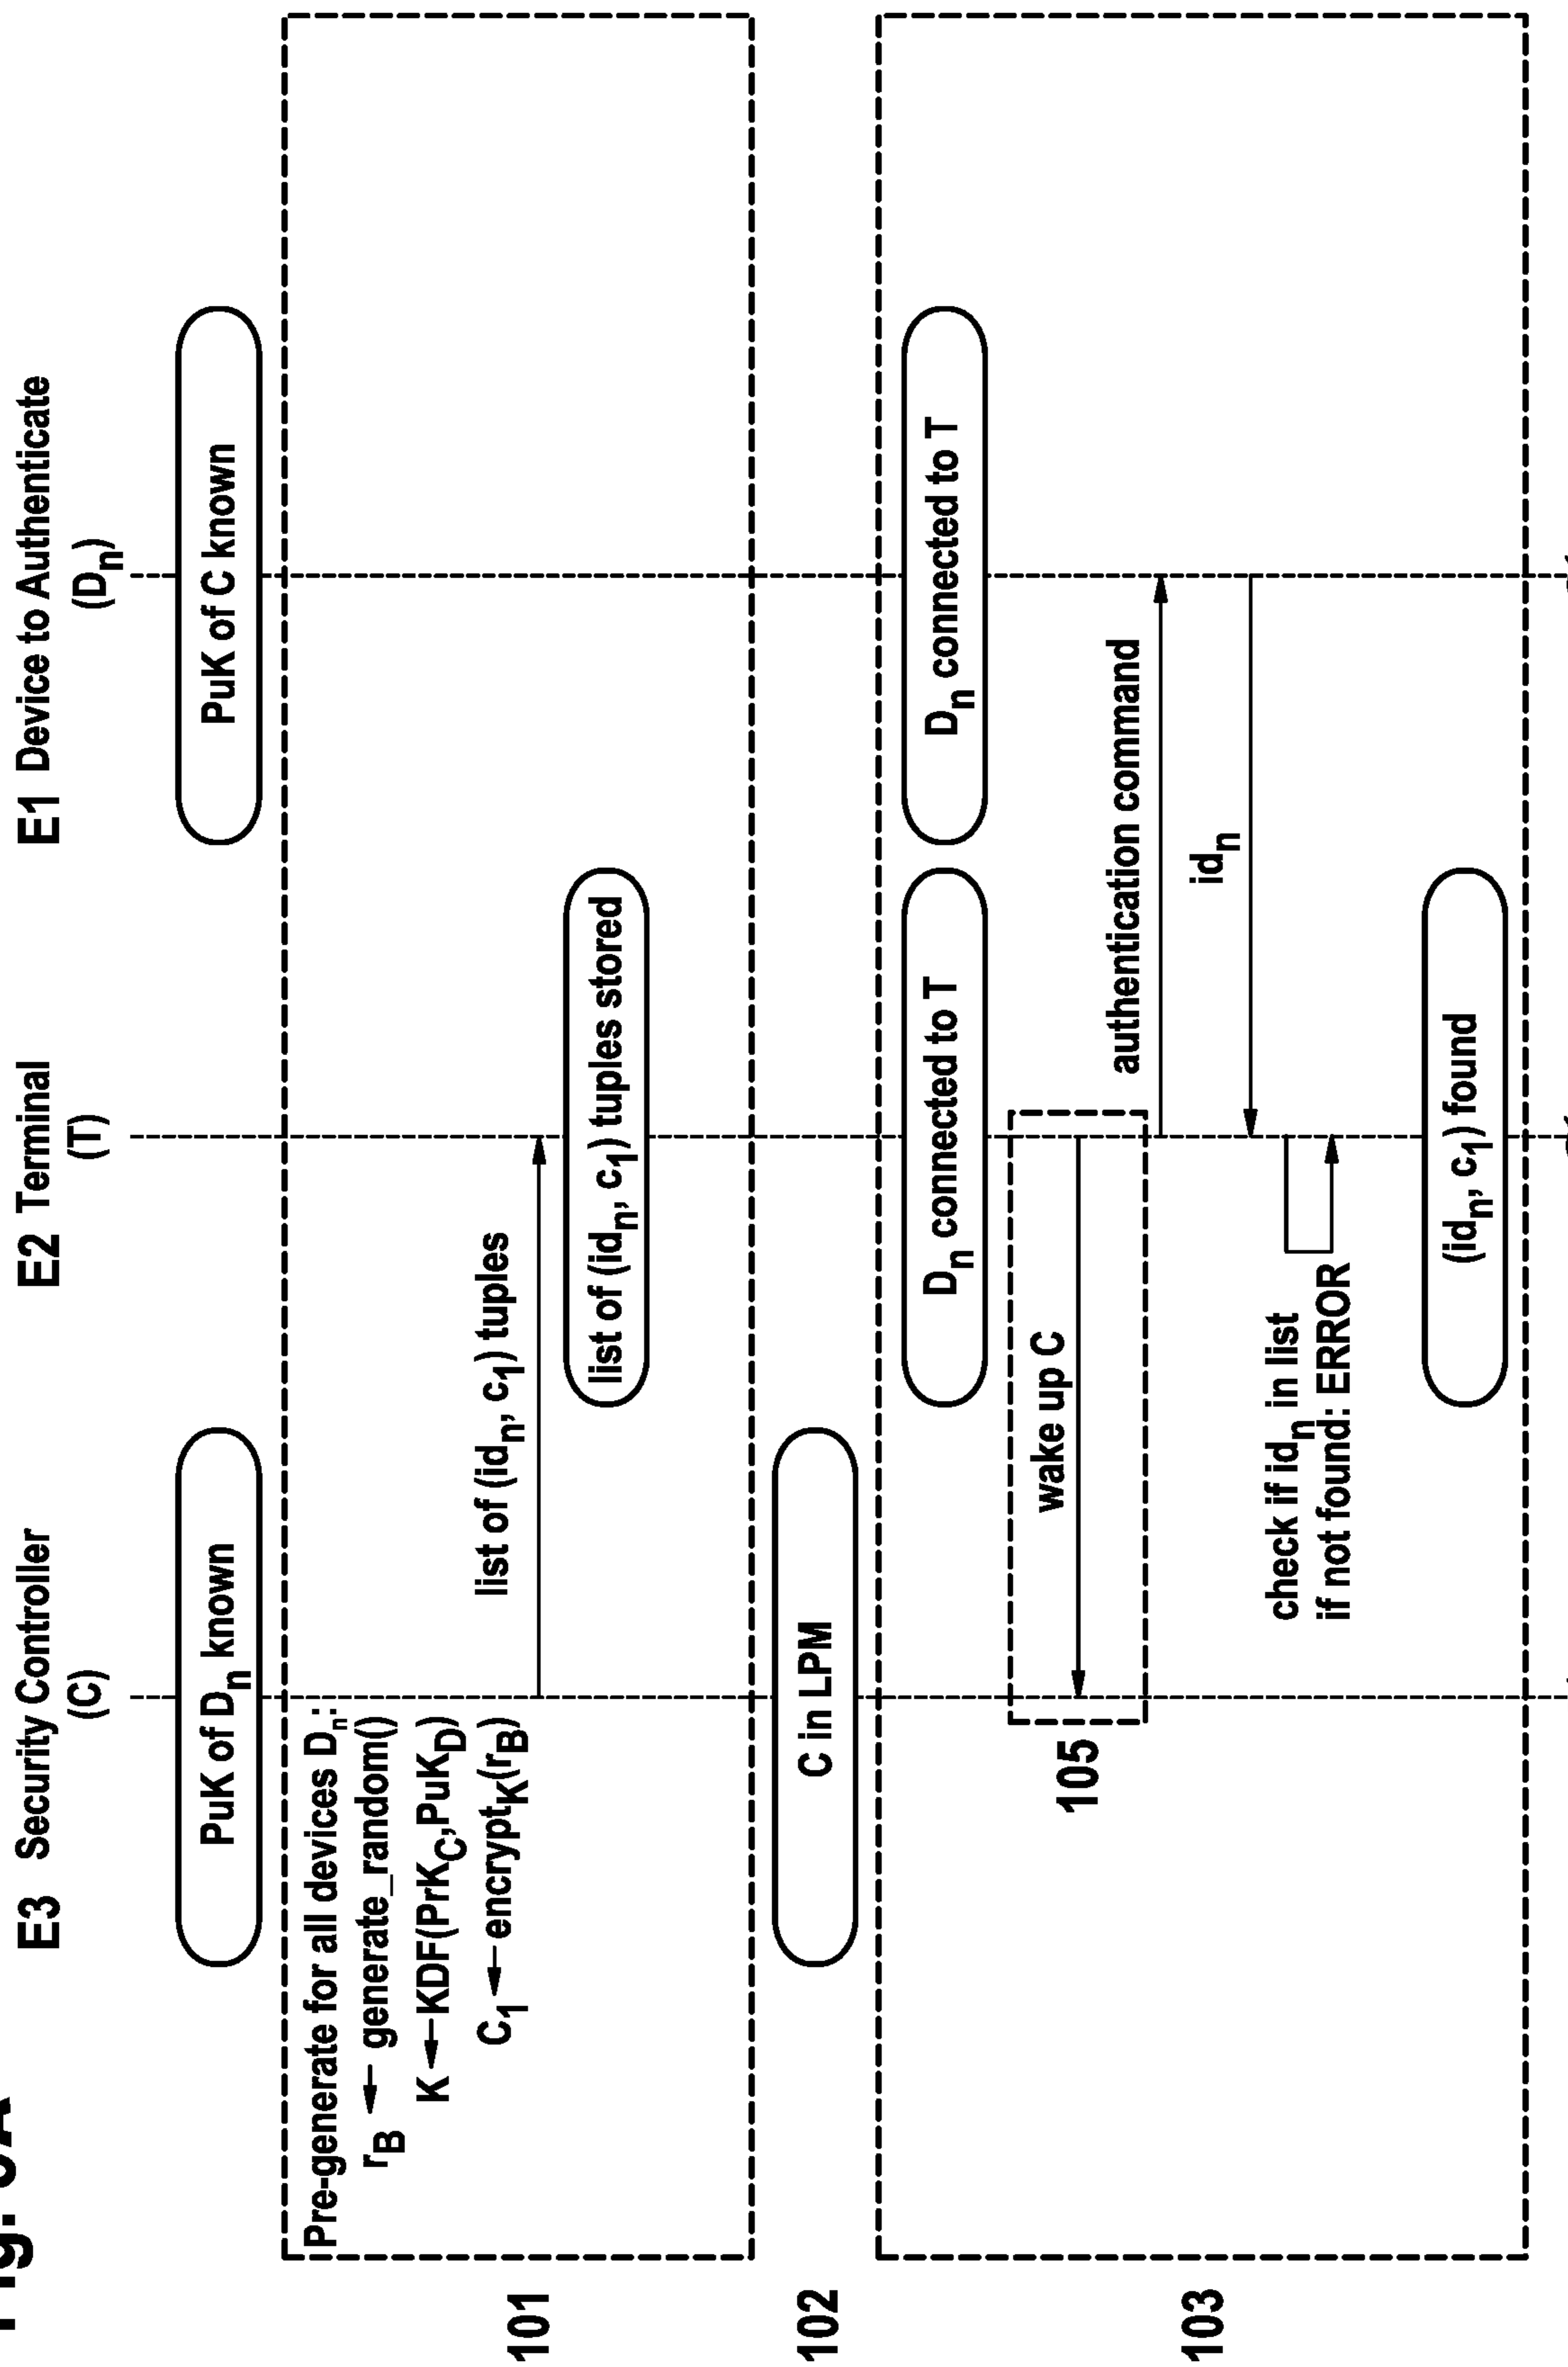 E3 Security Controller
(C)
E2 Terminal
(T)
E1 Device to Authenticate
(Dn)
PuK of Dn known
PuK of C known
101
Pre-generate for all devices Dn:
rB ← generate_random()
K ← KDF(PrKC, PuKD)
C1 ← encryptK(rB)
list of (idn, c1) tuples
list of (idn, c1) tuples stored
102
C in LPM
103
Dn connected to T
Dn connected to T
wake up C
105
authentication command
idn
check if idn in list
if not found: ERROR
(idn, c1) found